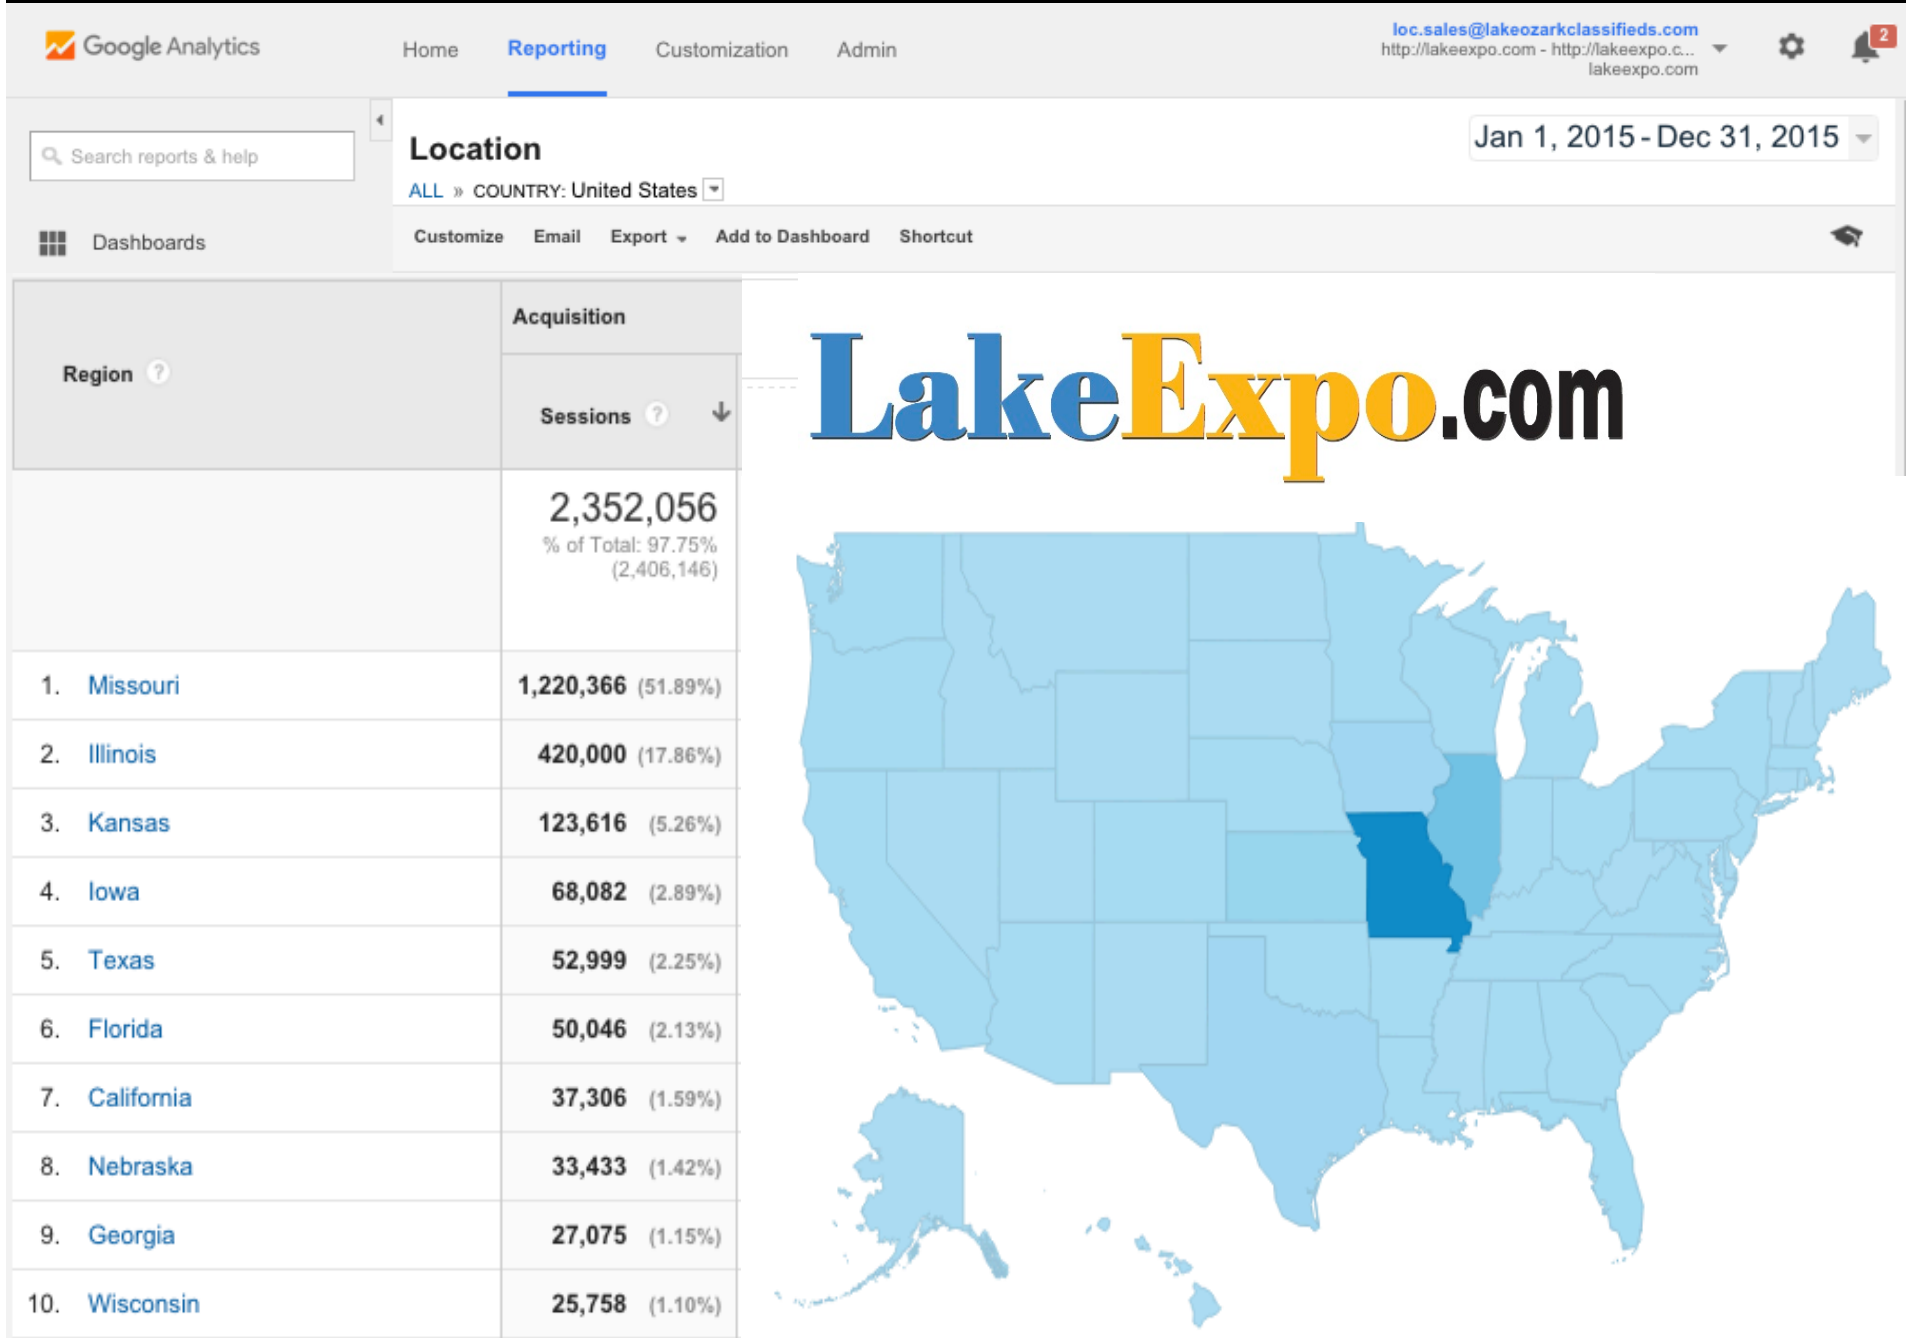 Google Analytics
Home Reporting Customization Admin
loc.sales@lakeozarkclassifieds.com
http://lakeexpo.com - http://lakeexpo.c...
lakeexpo.com
2
Search reports & help
Location
Jan 1, 2015 - Dec 31, 2015
ALL » COUNTRY: United States
Dashboards
Customize Email Export Add to Dashboard Shortcut
Region ?
Acquisition
Sessions ?
LakeExpo.com
2,352,056
% of Total: 97.75%
(2,406,146)
1. Missouri 1,220,366 (51.89%)
2. Illinois 420,000 (17.86%)
3. Kansas 123,616 (5.26%)
4. Iowa 68,082 (2.89%)
5. Texas 52,999 (2.25%)
6. Florida 50,046 (2.13%)
7. California 37,306 (1.59%)
8. Nebraska 33,433 (1.42%)
9. Georgia 27,075 (1.15%)
10. Wisconsin 25,758 (1.10%)